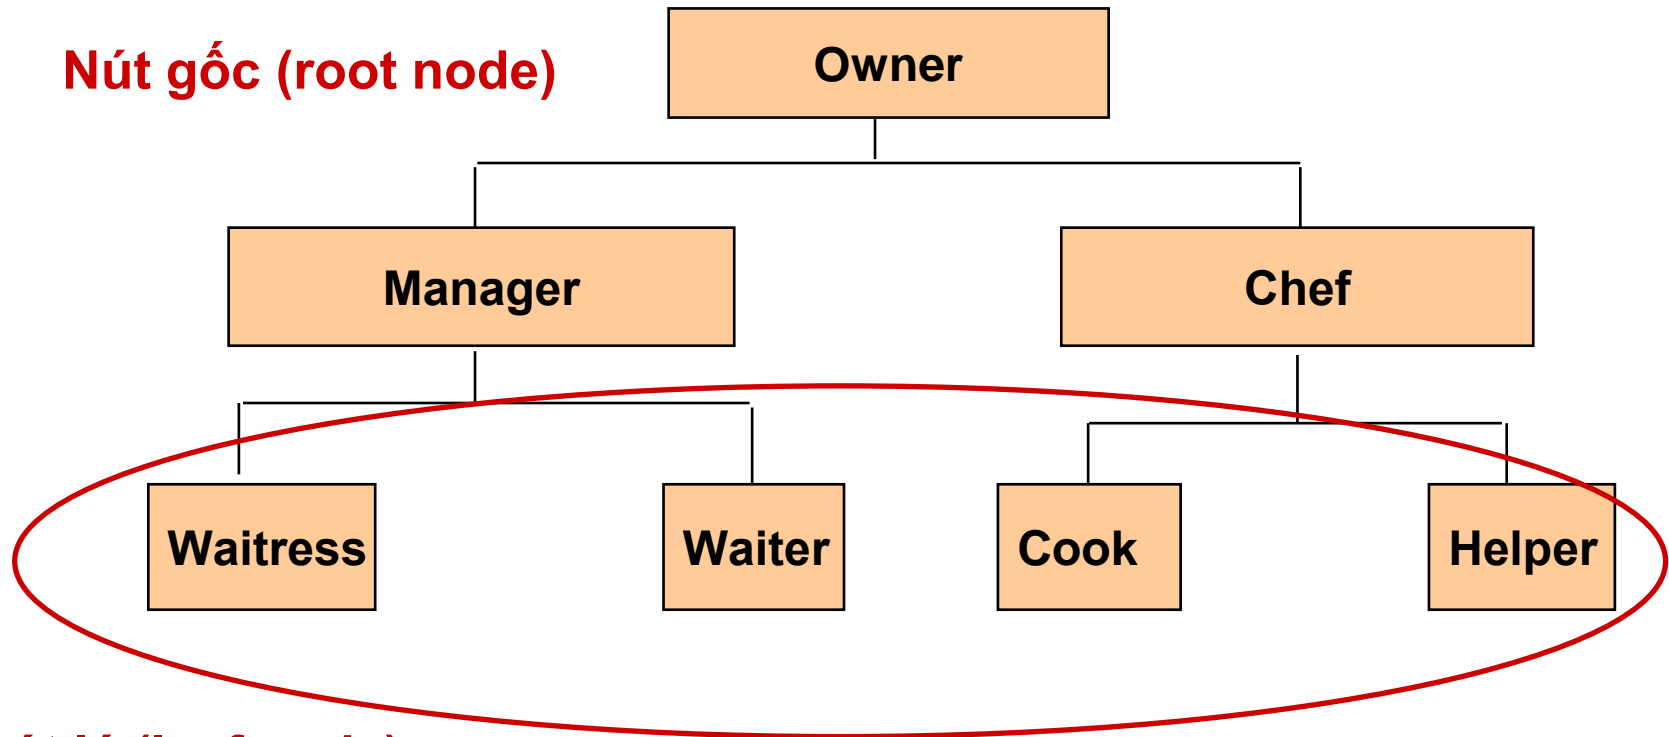 Nút gốc (root node)
Owner
Manager
Chef
Waitress
Waiter
Cook
Helper